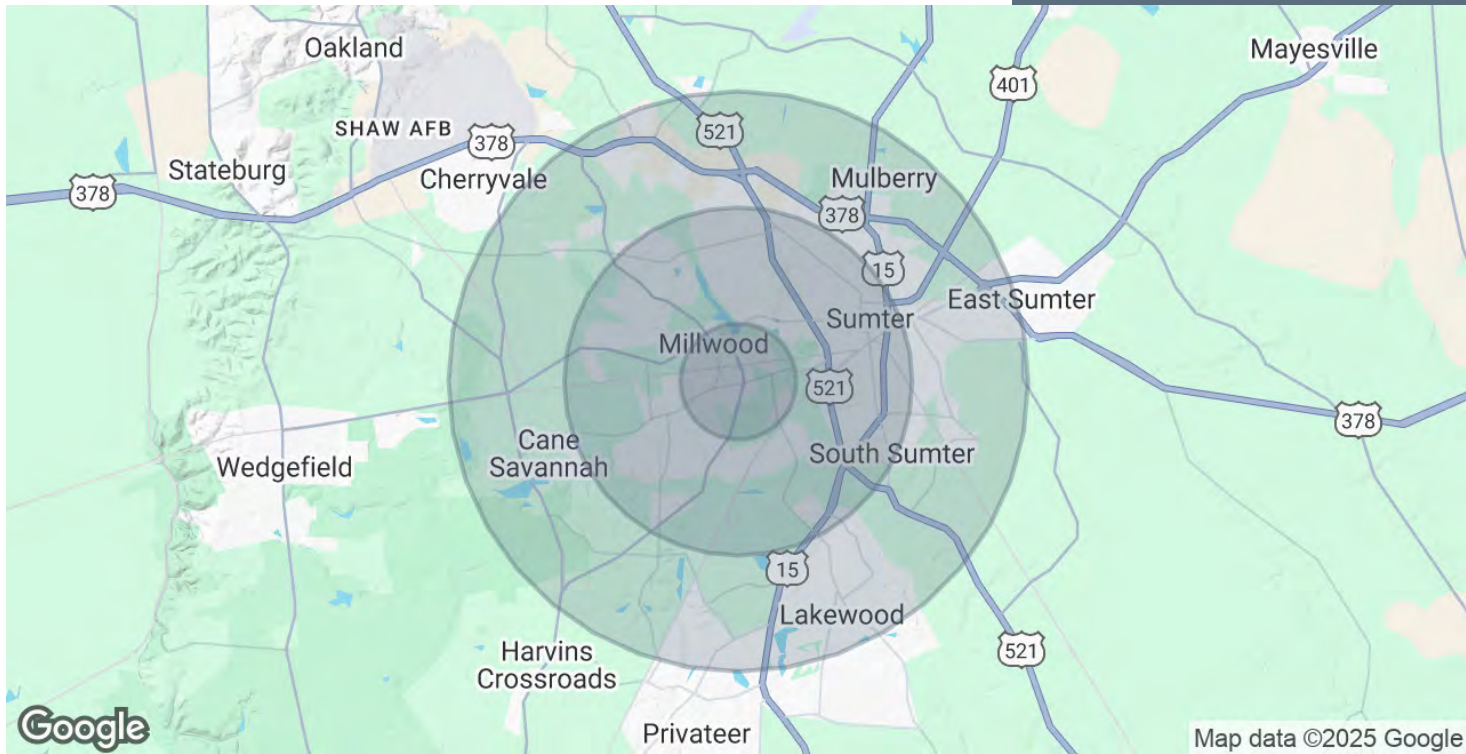 Oakland
Mayesville
401
SHAW AFB
521
378
Stateburg
Cherryvale
Mulberry
378
378
15
East Sumter
Sumter
Millwood
521
378
Cane
Savannah
South Sumter
Wedgefield
15
Lakewood
Harvins
Crossroads
521
Privateer
Google
Map data ©2025 Google